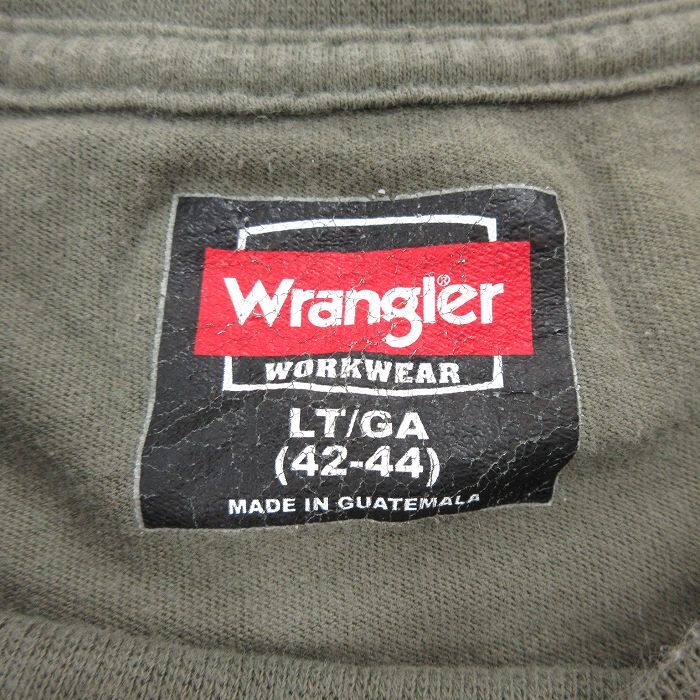 Wrangler®
WORKWEAR
LT/GA
(42-44)
MADE IN GUATEMALA